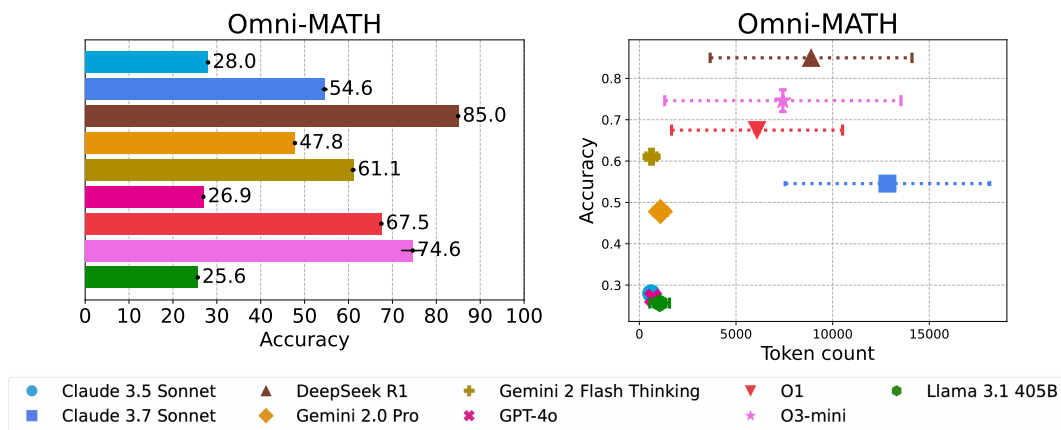 Omni-MATH
28.0
54.6
85.0
47.8
61.1
26.9
67.5
74.6
25.6
0 10 20 30 40 50 60 70 80 90 100
Accuracy
Omni-MATH
Accuracy
0.8
0.7
0.6
0.5
0.4
0.3
0 5000 10000 15000
Token count
Claude 3.5 Sonnet DeepSeek R1 Gemini 2 Flash Thinking O1 Llama 3.1 405B
Claude 3.7 Sonnet Gemini 2.0 Pro GPT-4o O3-mini